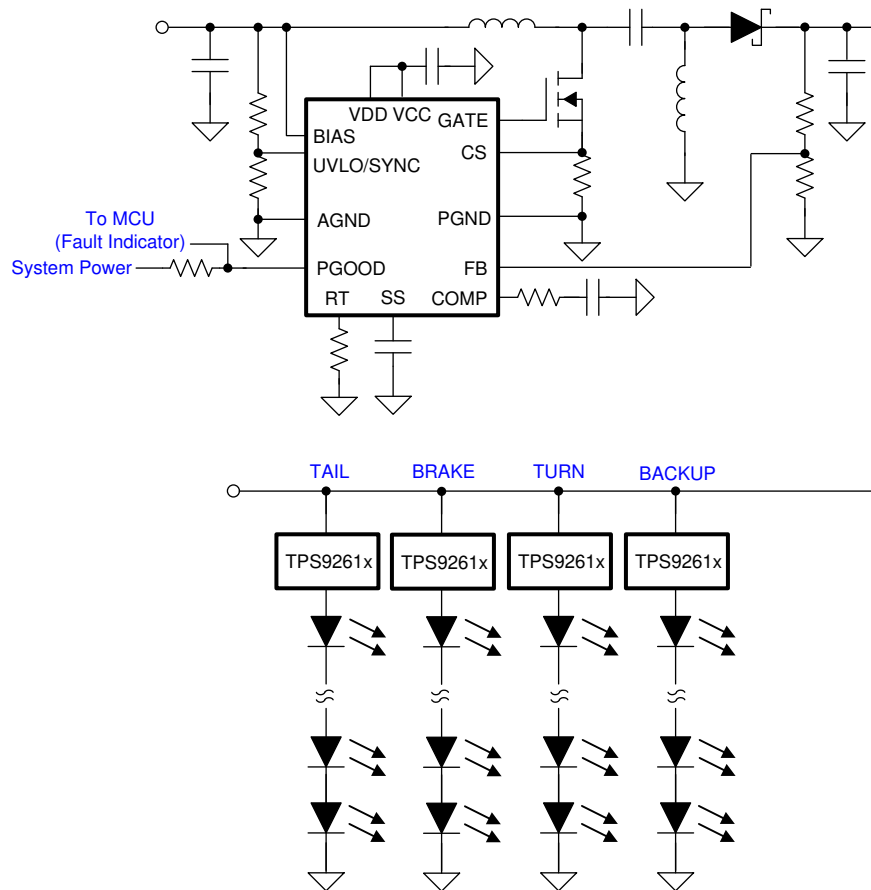 VDD VCC
GATE
BIAS
CS
UVLO/SYNC
AGND
PGND
To MCU
(Fault Indicator)
System Power
PGOOD
FB
RT
SS
COMP
TAIL
BRAKE
TURN
BACKUP
TPS9261x
TPS9261x
TPS9261x
TPS9261x